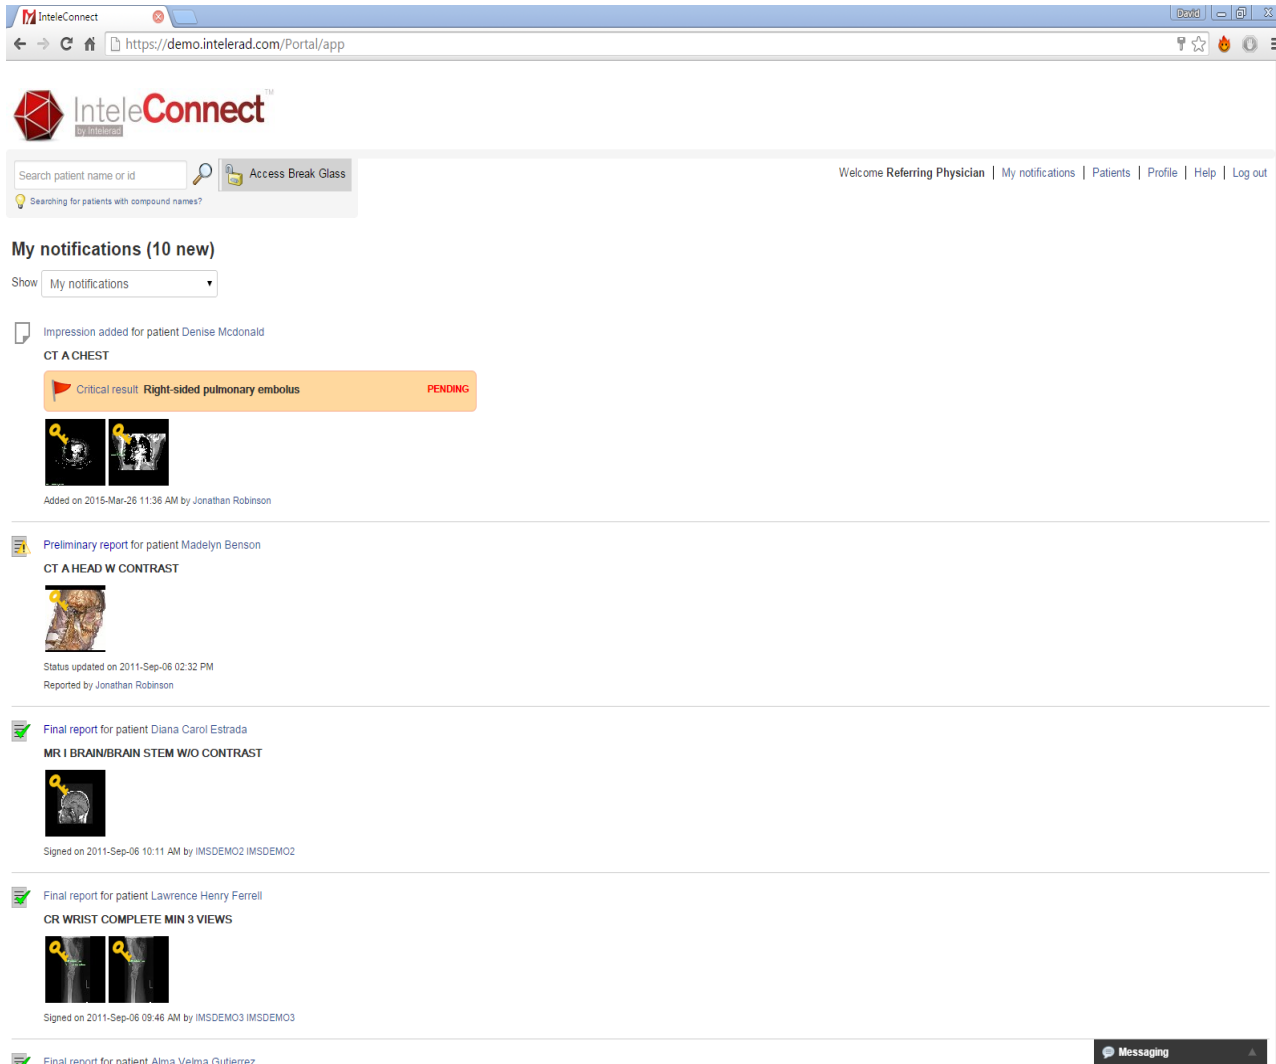 InteleConnect
David
https://demo.intelerad.com/Portal/app
InteleConnect™
by Intelerad
Search patient name or id
Access Break Glass
Welcome Referring Physician | My notifications | Patients | Profile | Help | Log out
Searching for patients with compound names?
My notifications (10 new)
Show My notifications
Impression added for patient Denise Mcdonald
CT A CHEST
Critical result Right-sided pulmonary embolus PENDING
Added on 2015-Mar-26 11:36 AM by Jonathan Robinson
Preliminary report for patient Madelyn Benson
CT A HEAD W CONTRAST
Status updated on 2011-Sep-06 02:32 PM
Reported by Jonathan Robinson
Final report for patient Diana Carol Estrada
MR I BRAIN/BRAIN STEM W/O CONTRAST
Signed on 2011-Sep-06 10:11 AM by IMSDEMO2 IMSDEMO2
Final report for patient Lawrence Henry Ferrell
CR WRIST COMPLETE MIN 3 VIEWS
L
L
Signed on 2011-Sep-06 09:46 AM by IMSDEMO3 IMSDEMO3
Final report for patient Alma Velma Gutierrez
Messaging